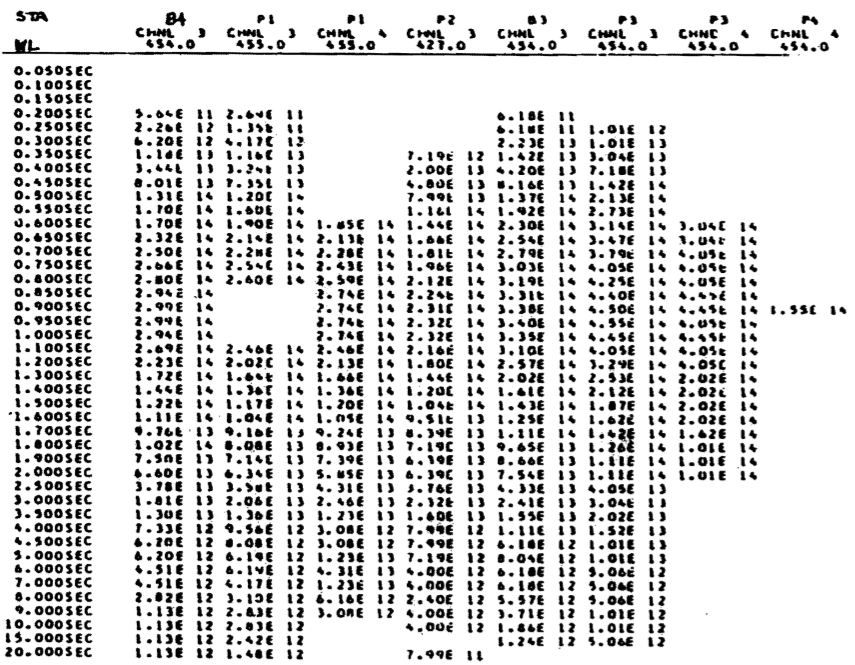 STA B4 P1 P1 P2 B3 P3 P3 P4
CHNL 3 CHNL 3 CHNL 4 CHNL 3 CHNL 3 CHNL 3 CHNL 4 CHNL 4
WL 454.0 455.0 455.0 427.0 454.0 454.0 454.0 454.0
0.050SEC
0.100SEC
0.150SEC
0.200SEC 5.64E 11 2.64E 11 6.18E 11
0.250SEC 2.26E 12 1.35E 11 6.18E 11 1.01E 12
0.300SEC 6.20E 12 4.17E 12 2.23E 13 1.01E 13
0.350SEC 1.18E 13 1.16E 13 7.19E 12 1.42E 13 3.04E 13
0.400SEC 3.44E 13 3.24E 13 2.00E 13 4.20E 13 7.18E 13
0.450SEC 8.01E 13 7.35E 13 4.80E 13 8.16E 13 1.42E 14
0.500SEC 1.31E 14 1.20E 14 7.99E 13 1.37E 14 2.13E 14
0.550SEC 1.70E 14 1.60E 14 1.16E 14 1.92E 14 2.73E 14
0.600SEC 1.70E 14 1.90E 14 1.85E 14 1.44E 14 2.30E 14 3.14E 14 3.04E 14
0.650SEC 2.32E 14 2.14E 14 2.13E 14 1.66E 14 2.54E 14 3.47E 14 3.04E 14
0.700SEC 2.50E 14 2.28E 14 2.28E 14 1.81E 14 2.79E 14 3.79E 14 4.05E 14
0.750SEC 2.66E 14 2.54E 14 2.43E 14 1.96E 14 3.03E 14 4.05E 14 4.05E 14
0.800SEC 2.80E 14 2.60E 14 2.59E 14 2.12E 14 3.19E 14 4.25E 14 4.05E 14
0.850SEC 2.94E 14 2.74E 14 2.24E 14 3.31E 14 4.40E 14 4.45E 14
0.900SEC 2.99E 14 2.74E 14 2.31E 14 3.38E 14 4.50E 14 4.45E 14 1.55E 14
0.950SEC 2.99E 14 2.74E 14 2.32E 14 3.40E 14 4.55E 14 4.05E 14
1.000SEC 2.94E 14 2.74E 14 2.32E 14 3.35E 14 4.45E 14 4.05E 14
1.100SEC 2.69E 14 2.46E 14 2.46E 14 2.16E 14 3.10E 14 4.05E 14 4.05E 14
1.200SEC 2.23E 14 2.02E 14 2.13E 14 1.80E 14 2.57E 14 3.29E 14 4.05E 14
1.300SEC 1.72E 14 1.64E 14 1.66E 14 1.44E 14 2.02E 14 2.53E 14 2.02E 14
1.400SEC 1.44E 14 1.36E 14 1.36E 14 1.20E 14 1.61E 14 2.12E 14 2.02E 14
1.500SEC 1.22E 14 1.17E 14 1.20E 14 1.04E 14 1.43E 14 1.87E 14 2.02E 14
1.600SEC 1.11E 14 1.04E 14 1.05E 14 9.51E 13 1.25E 14 1.62E 14 2.02E 14
1.700SEC 9.76E 13 9.16E 13 9.24E 13 8.39E 13 1.11E 14 1.42E 14 1.62E 14
1.800SEC 1.02E 14 8.08E 13 8.93E 13 7.19E 13 9.65E 13 1.26E 14 1.01E 14
1.900SEC 7.50E 13 7.14E 13 7.39E 13 6.39E 13 8.66E 13 1.11E 14 1.01E 14
2.000SEC 6.60E 13 6.34E 13 5.85E 13 6.39E 13 7.54E 13 1.11E 14 1.01E 14
2.500SEC 3.78E 13 3.58E 13 4.31E 13 3.76E 13 4.33E 13 4.05E 13
3.000SEC 1.81E 13 2.06E 13 2.46E 13 2.32E 13 2.41E 13 3.04E 13
3.500SEC 1.30E 13 1.36E 13 1.23E 13 1.60E 13 1.55E 13 2.02E 13
4.000SEC 7.33E 12 9.56E 12 3.08E 12 7.99E 12 1.11E 13 1.52E 13
4.500SEC 6.20E 12 8.08E 12 3.08E 12 7.99E 12 6.18E 12 1.01E 13
5.000SEC 6.20E 12 6.19E 12 1.23E 13 7.19E 12 8.04E 12 1.01E 13
6.000SEC 4.51E 12 6.19E 12 4.31E 13 4.00E 12 6.18E 12 5.06E 12
7.000SEC 4.51E 12 4.17E 12 1.23E 13 4.00E 12 6.18E 12 5.06E 12
8.000SEC 2.82E 12 3.10E 12 6.16E 12 2.40E 12 5.57E 12 5.06E 12
9.000SEC 1.13E 12 2.83E 12 3.08E 12 4.00E 12 3.71E 12 1.01E 12
10.000SEC 1.13E 12 2.83E 12 4.00E 12 1.86E 12 1.01E 12
15.000SEC 1.13E 12 2.42E 12 1.24E 12 5.06E 12
20.000SEC 1.13E 12 1.48E 12 7.99E 11